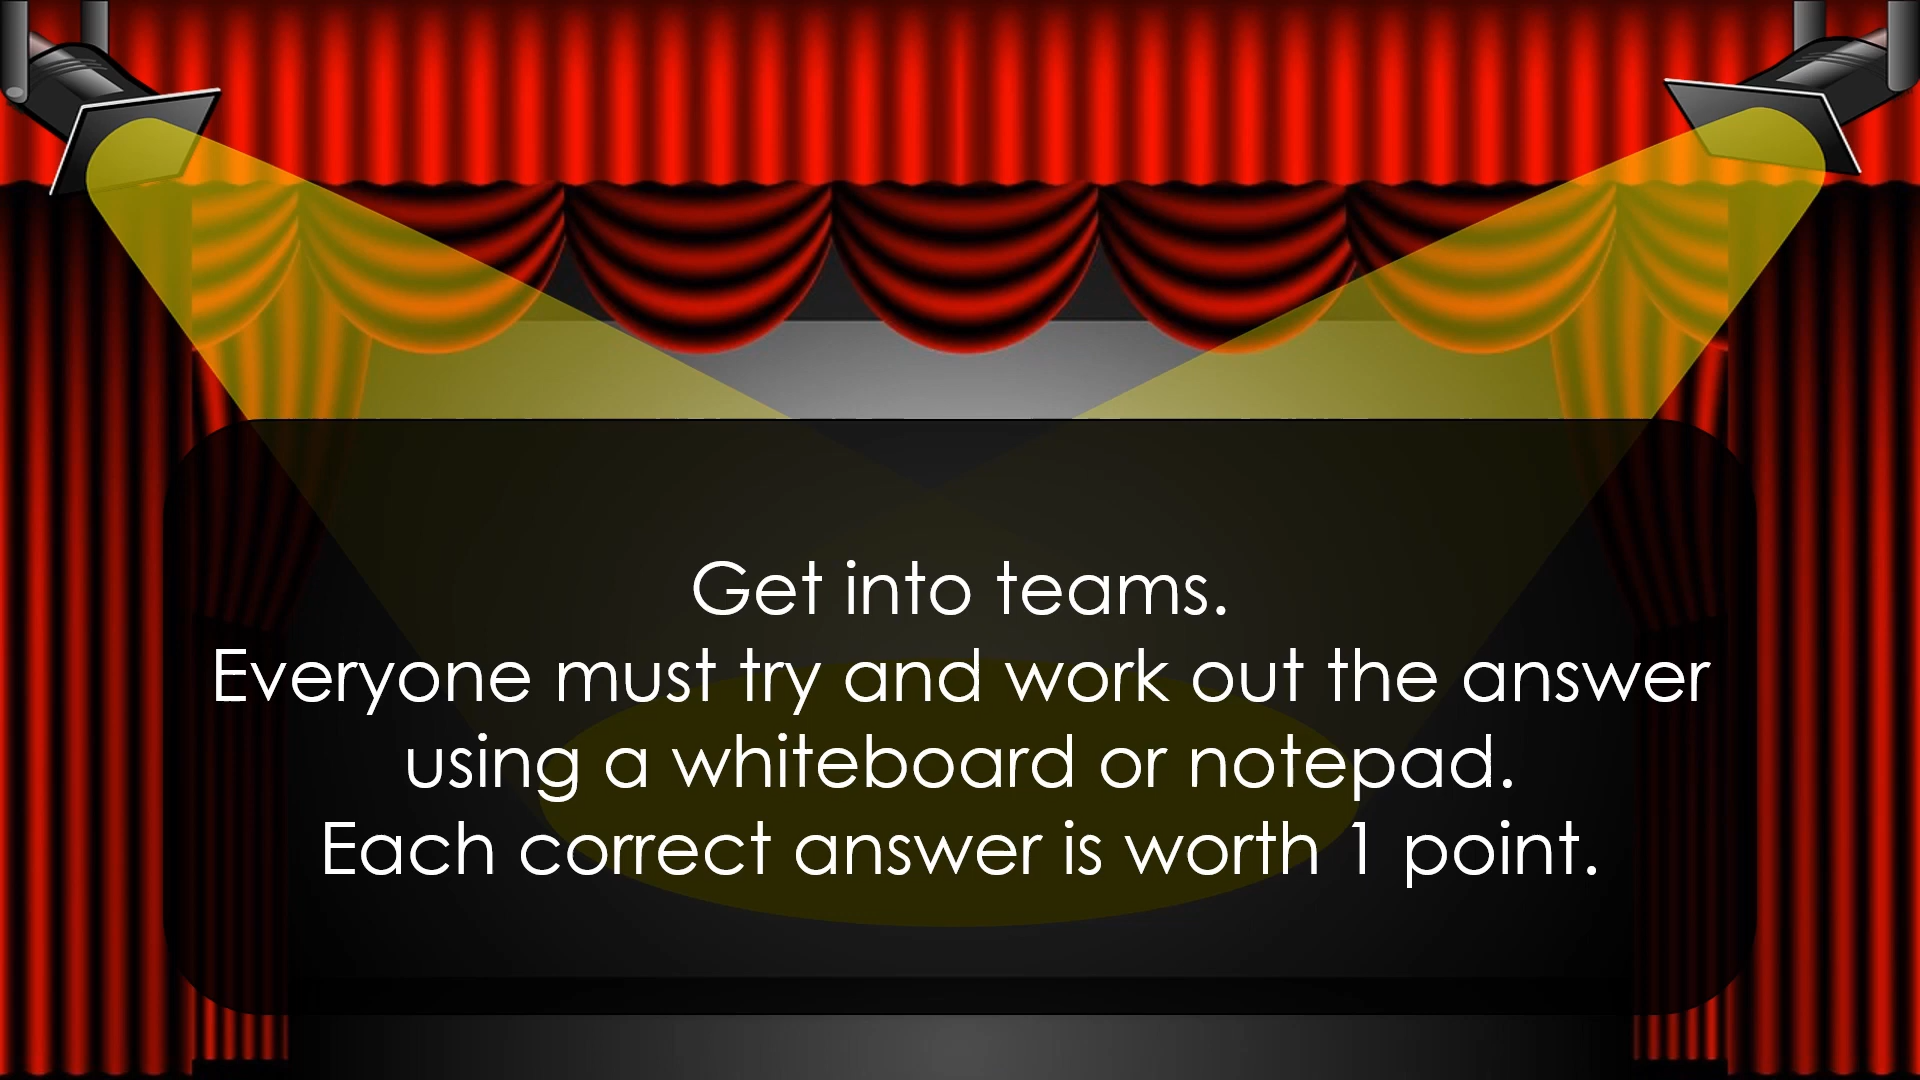 Get into teams.
Everyone must try and work out the answer
using a whiteboard or notepad.
Each correct answer is worth 1 point.